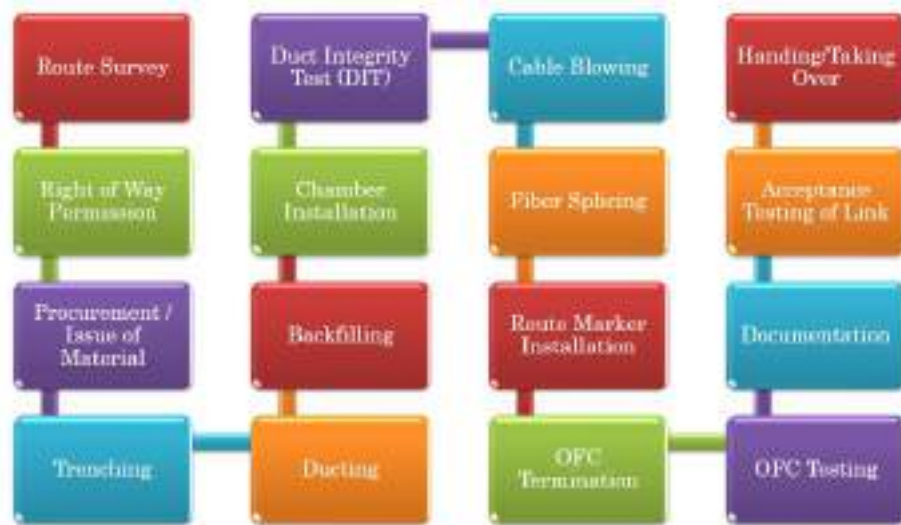 Route Survey
Right of Way
Permission
Procurement /
Issue of
Material
Trenching
Ducting
Backfilling
Chamber
Installation
Duct Integrity
Test (DIT)
Cable Blowing
Fiber Splicing
Route Marker
Installation
OFC
Termination
OFC Testing
Documentation
Acceptance
Testing of Link
Handing/Taking
Over